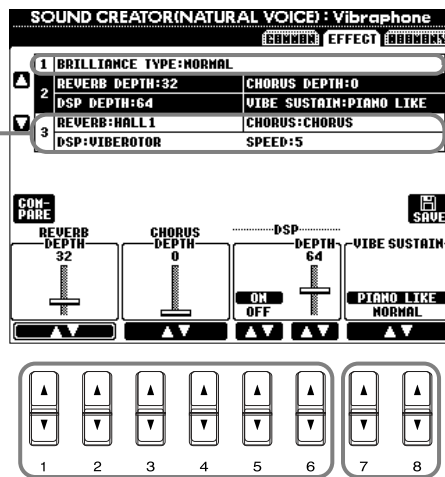 SOUND CREATOR(NATURAL VOICE) : Vibraphone
COMMON EFFECT HARMONY
1 BRILLIANCE TYPE:NORMAL
2 REVERB DEPTH:32 CHORUS DEPTH:0
DSP DEPTH:64 VIBE SUSTAIN:PIANO LIKE
3 REVERB:HALL1 CHORUS:CHORUS
DSP:VIBEROTOR SPEED:5
COM-
PARE
SAVE
REVERB DEPTH 32
CHORUS DEPTH 0
DSP
ON
OFF
DEPTH 64
VIBE SUSTAIN
PIANO LIKE
NORMAL
1 2 3 4 5 6 7 8